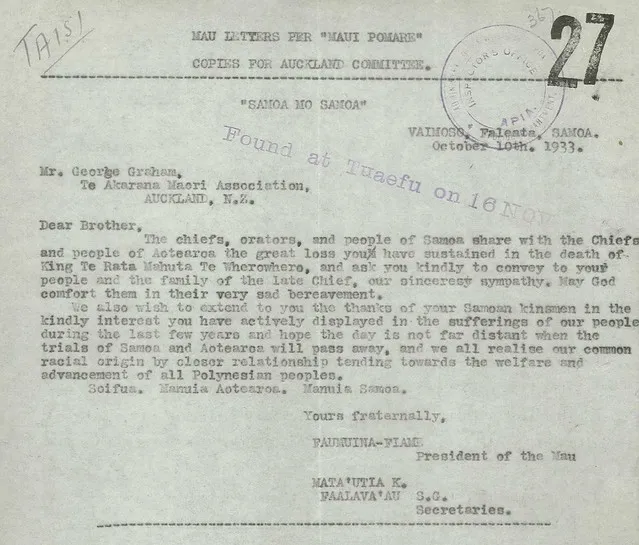 TAISI
367
27
MAU LETTERS PER "MAUI POMARE"
COPIES FOR AUCKLAND COMMITTEE.
INSPECTOR'S OFFICE
APIA.
"SAMOA MO SAMOA"
VAIMOSO, Faleata, SAMOA.
October 10th. 1933.
Found at Tuaefu on 16 NOV
Mr. George Graham,
Te Akarana Maori Association,
AUCKLAND, N.Z.
Dear Brother,
The chiefs, orators, and people of Samoa share with the Chiefs
and people of Aotearoa the great loss you have sustained in the death of
King Te Rata Mahuta Te Wherowhero, and ask you kindly to convey to your
people and the family of the late Chief, our sincerest sympathy. May God
comfort them in their very sad bereavement.
We also wish to extend to you the thanks of your Samoan kinsmen in the
kindly interest you have actively displayed in the sufferings of our people
during the last few years and hope the day is not far distant when the
trials of Samoa and Aotearoa will pass away, and we all realise our common
racial origin by closer relationship tending towards the welfare and
advancement of all Polynesian peoples.
Soifua. Manuia Aotearoa. Manuia Samoa.
Yours fraternally,
FAUMUINA-FIAME
President of the Mau
MATA'UTIA K.
FAALAVA'AU S.G.
Secretaries.